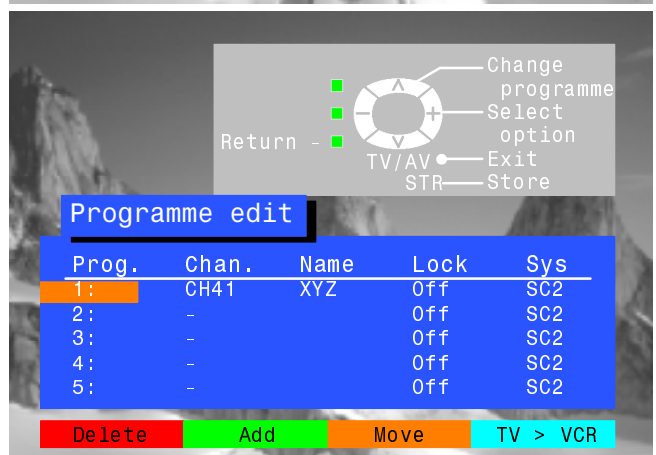 Change
programme
Select
option
Return –
TV/AV Exit
STR Store
Programme edit
Prog. Chan. Name Lock Sys
1: CH41 XYZ Off SC2
2: – Off SC2
3: – Off SC2
4: – Off SC2
5: – Off SC2
Delete Add Move TV > VCR